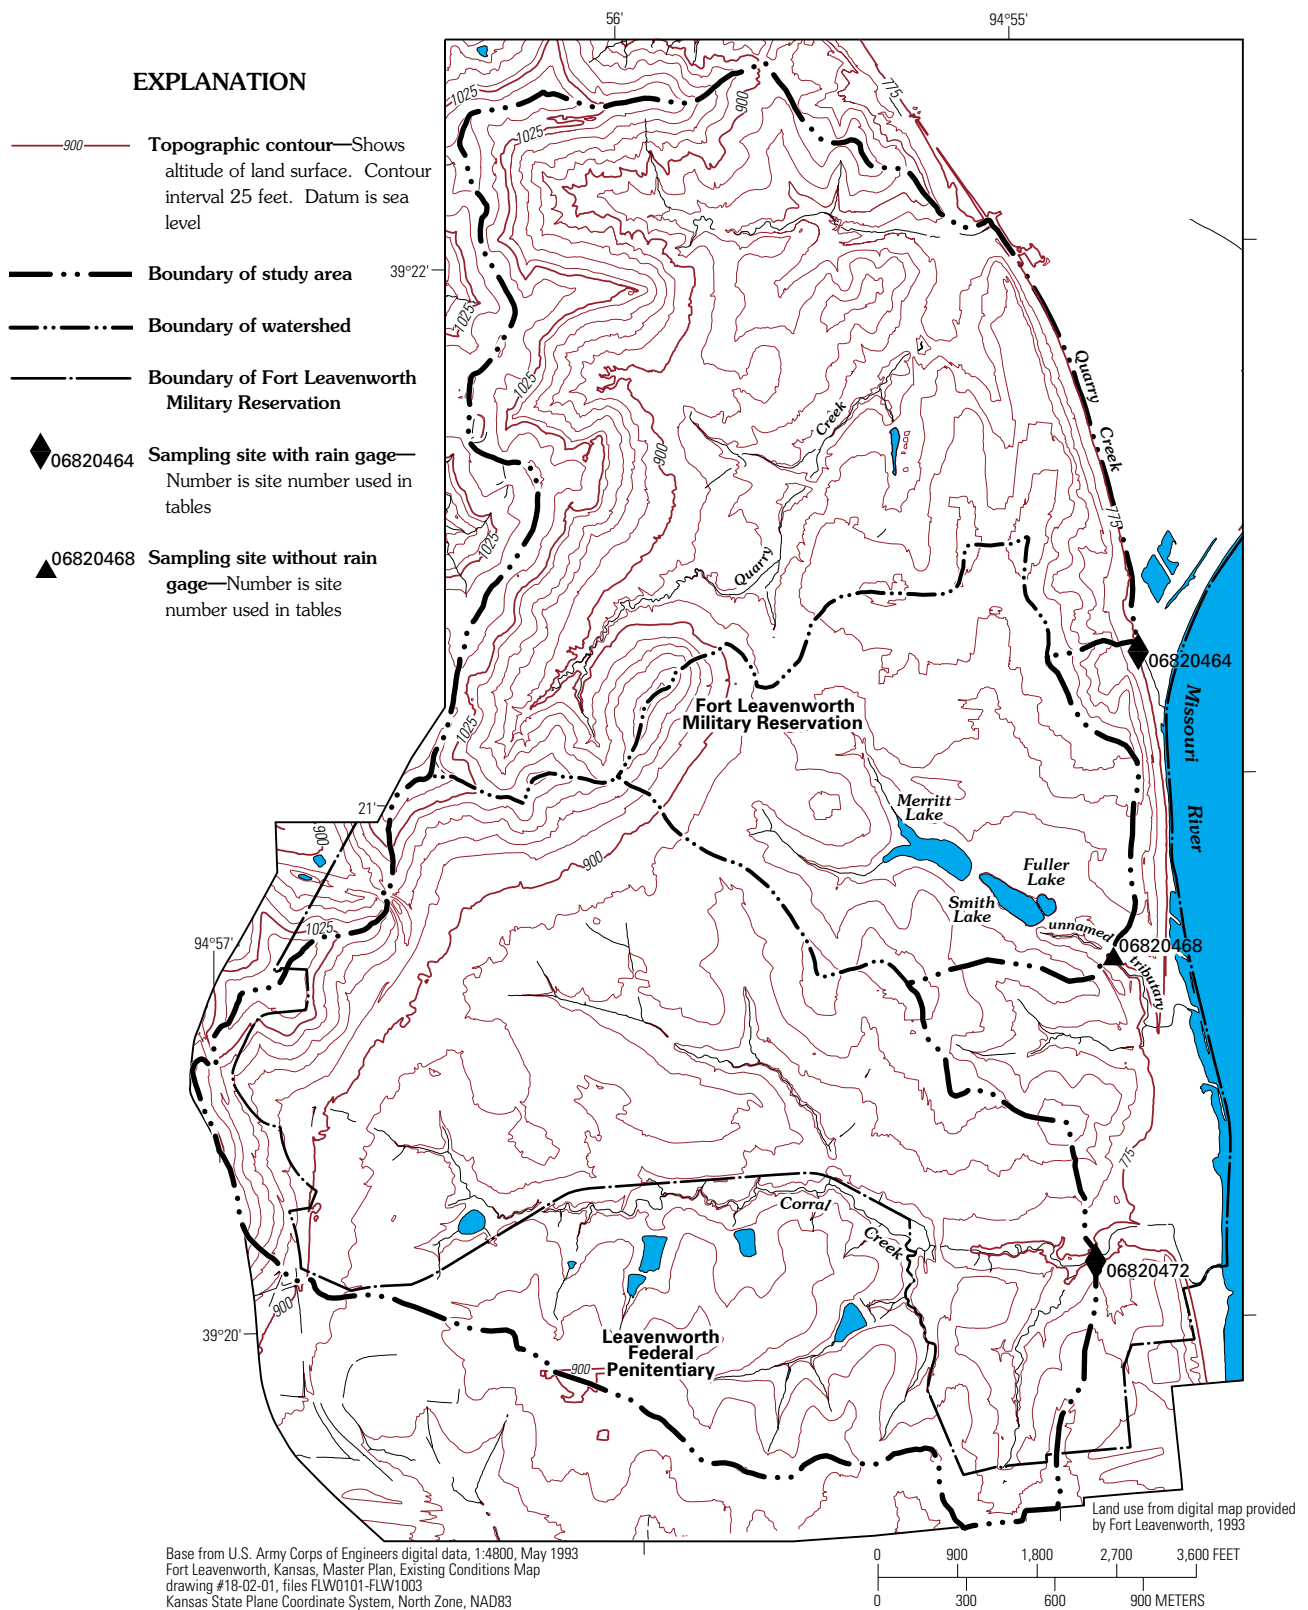 56'
94°55'
EXPLANATION
900
Topographic contour—Shows
altitude of land surface. Contour
interval 25 feet. Datum is sea
level
Boundary of study area
Boundary of watershed
Boundary of Fort Leavenworth
Military Reservation
06820464
Sampling site with rain gage—
Number is site number used in
tables
06820468
Sampling site without rain
gage—Number is site
number used in tables
39°22'
21'
94°57'
39°20'
1025
1025
900
775
1025
1025
900
1025
1025
775
Quarry
Creek
Creek
Quarry
06820464
Missouri
River
Fort Leavenworth
Military Reservation
Merritt
Lake
Fuller
Lake
Smith
Lake
unnamed
tributary
06820468
900
900
1025
775
Corral
Creek
06820472
900
Leavenworth
Federal
Penitentiary
900
Land use from digital map provided
by Fort Leavenworth, 1993
Base from U.S. Army Corps of Engineers digital data, 1:4800, May 1993
Fort Leavenworth, Kansas, Master Plan, Existing Conditions Map
drawing #18-02-01, files FLW0101-FLW1003
Kansas State Plane Coordinate System, North Zone, NAD83
0 900 1,800 2,700 3,600 FEET
0 300 600 900 METERS